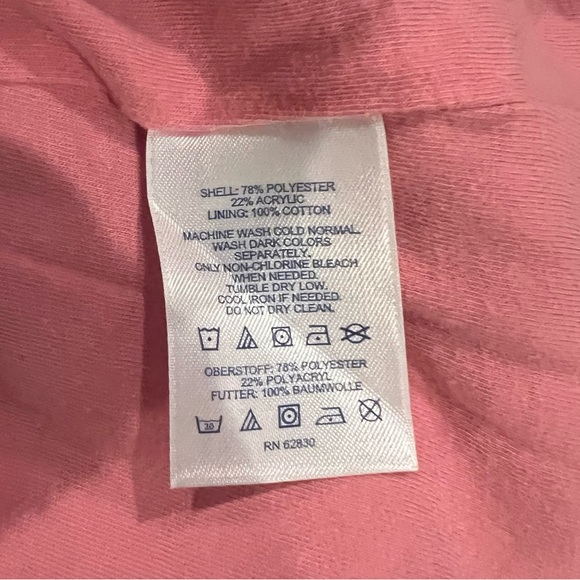 SHELL: 78% POLYESTER
22% ACRYLIC
LINING: 100% COTTON
MACHINE WASH COLD NORMAL.
WASH DARK COLORS
SEPARATELY.
ONLY NON-CHLORINE BLEACH
WHEN NEEDED.
TUMBLE DRY LOW.
COOL IRON IF NEEDED.
DO NOT DRY CLEAN.
OBERSTOFF: 78% POLYESTER
22% POLYACRYL
FUTTER: 100% BAUMWOLLE
30
RN 62830